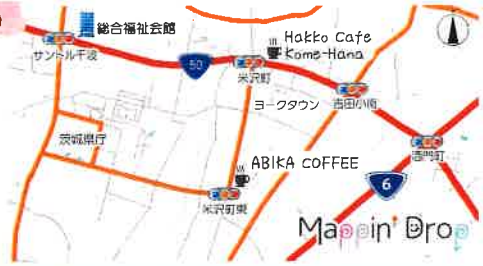 総合福祉会館
サントル千波
50
Hakko Cafe
Kome-Hana
米沢町
ヨークタウン
吉田小南
茨城県庁
酒門町
ABIKA COFFEE
6
米沢町東
Mappin' Drop